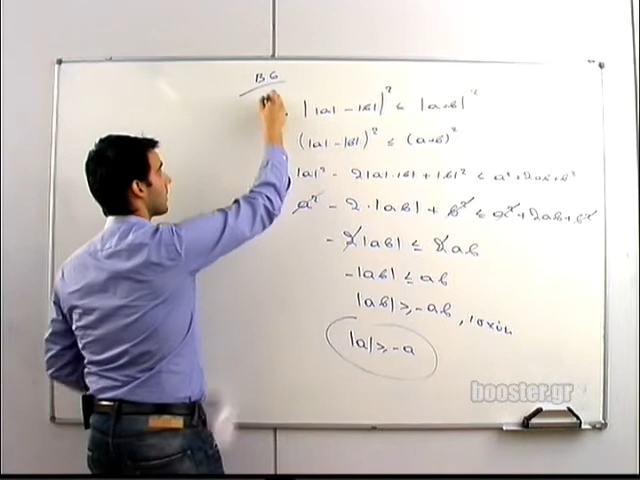 Β6
||a| - |b||² ≤ |a+b|²
(|a| - |b|)² ≤ (a+b)²
|a|² - 2|a|·|b| + |b|² ≤ a² + 2ab + b²
a² - 2·|ab| + b² ≤ a² + 2ab + b²
- 2|ab| ≤ 2ab
-|ab| ≤ ab
|ab| ≥ -ab, ισχύει
|a| ≥ -a
booster.gr